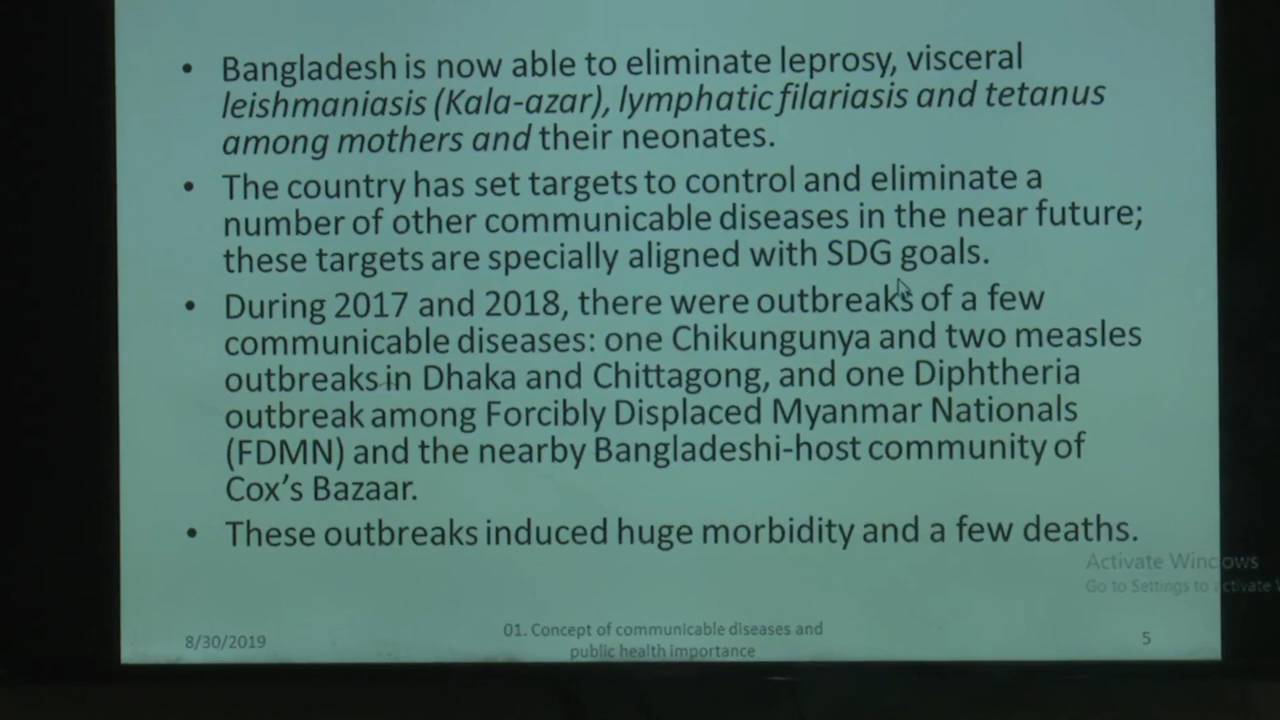 • Bangladesh is now able to eliminate leprosy, visceral
leishmaniasis (Kala-azar), lymphatic filariasis and tetanus
among mothers and their neonates.
• The country has set targets to control and eliminate a
number of other communicable diseases in the near future;
these targets are specially aligned with SDG goals.
• During 2017 and 2018, there were outbreaks of a few
communicable diseases: one Chikungunya and two measles
outbreaks in Dhaka and Chittagong, and one Diphtheria
outbreak among Forcibly Displaced Myanmar Nationals
(FDMN) and the nearby Bangladeshi-host community of
Cox's Bazaar.
• These outbreaks induced huge morbidity and a few deaths.
Activate Windows
Go to Settings to activate
8/30/2019
01. Concept of communicable diseases and
public health importance
5